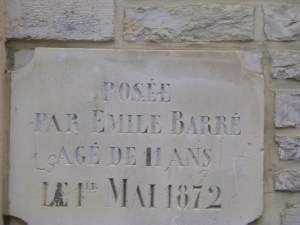 POSÉE
PAR EMILE BARRÉ
AGÉ DE 11 ANS
LE 1ER MAI 1872